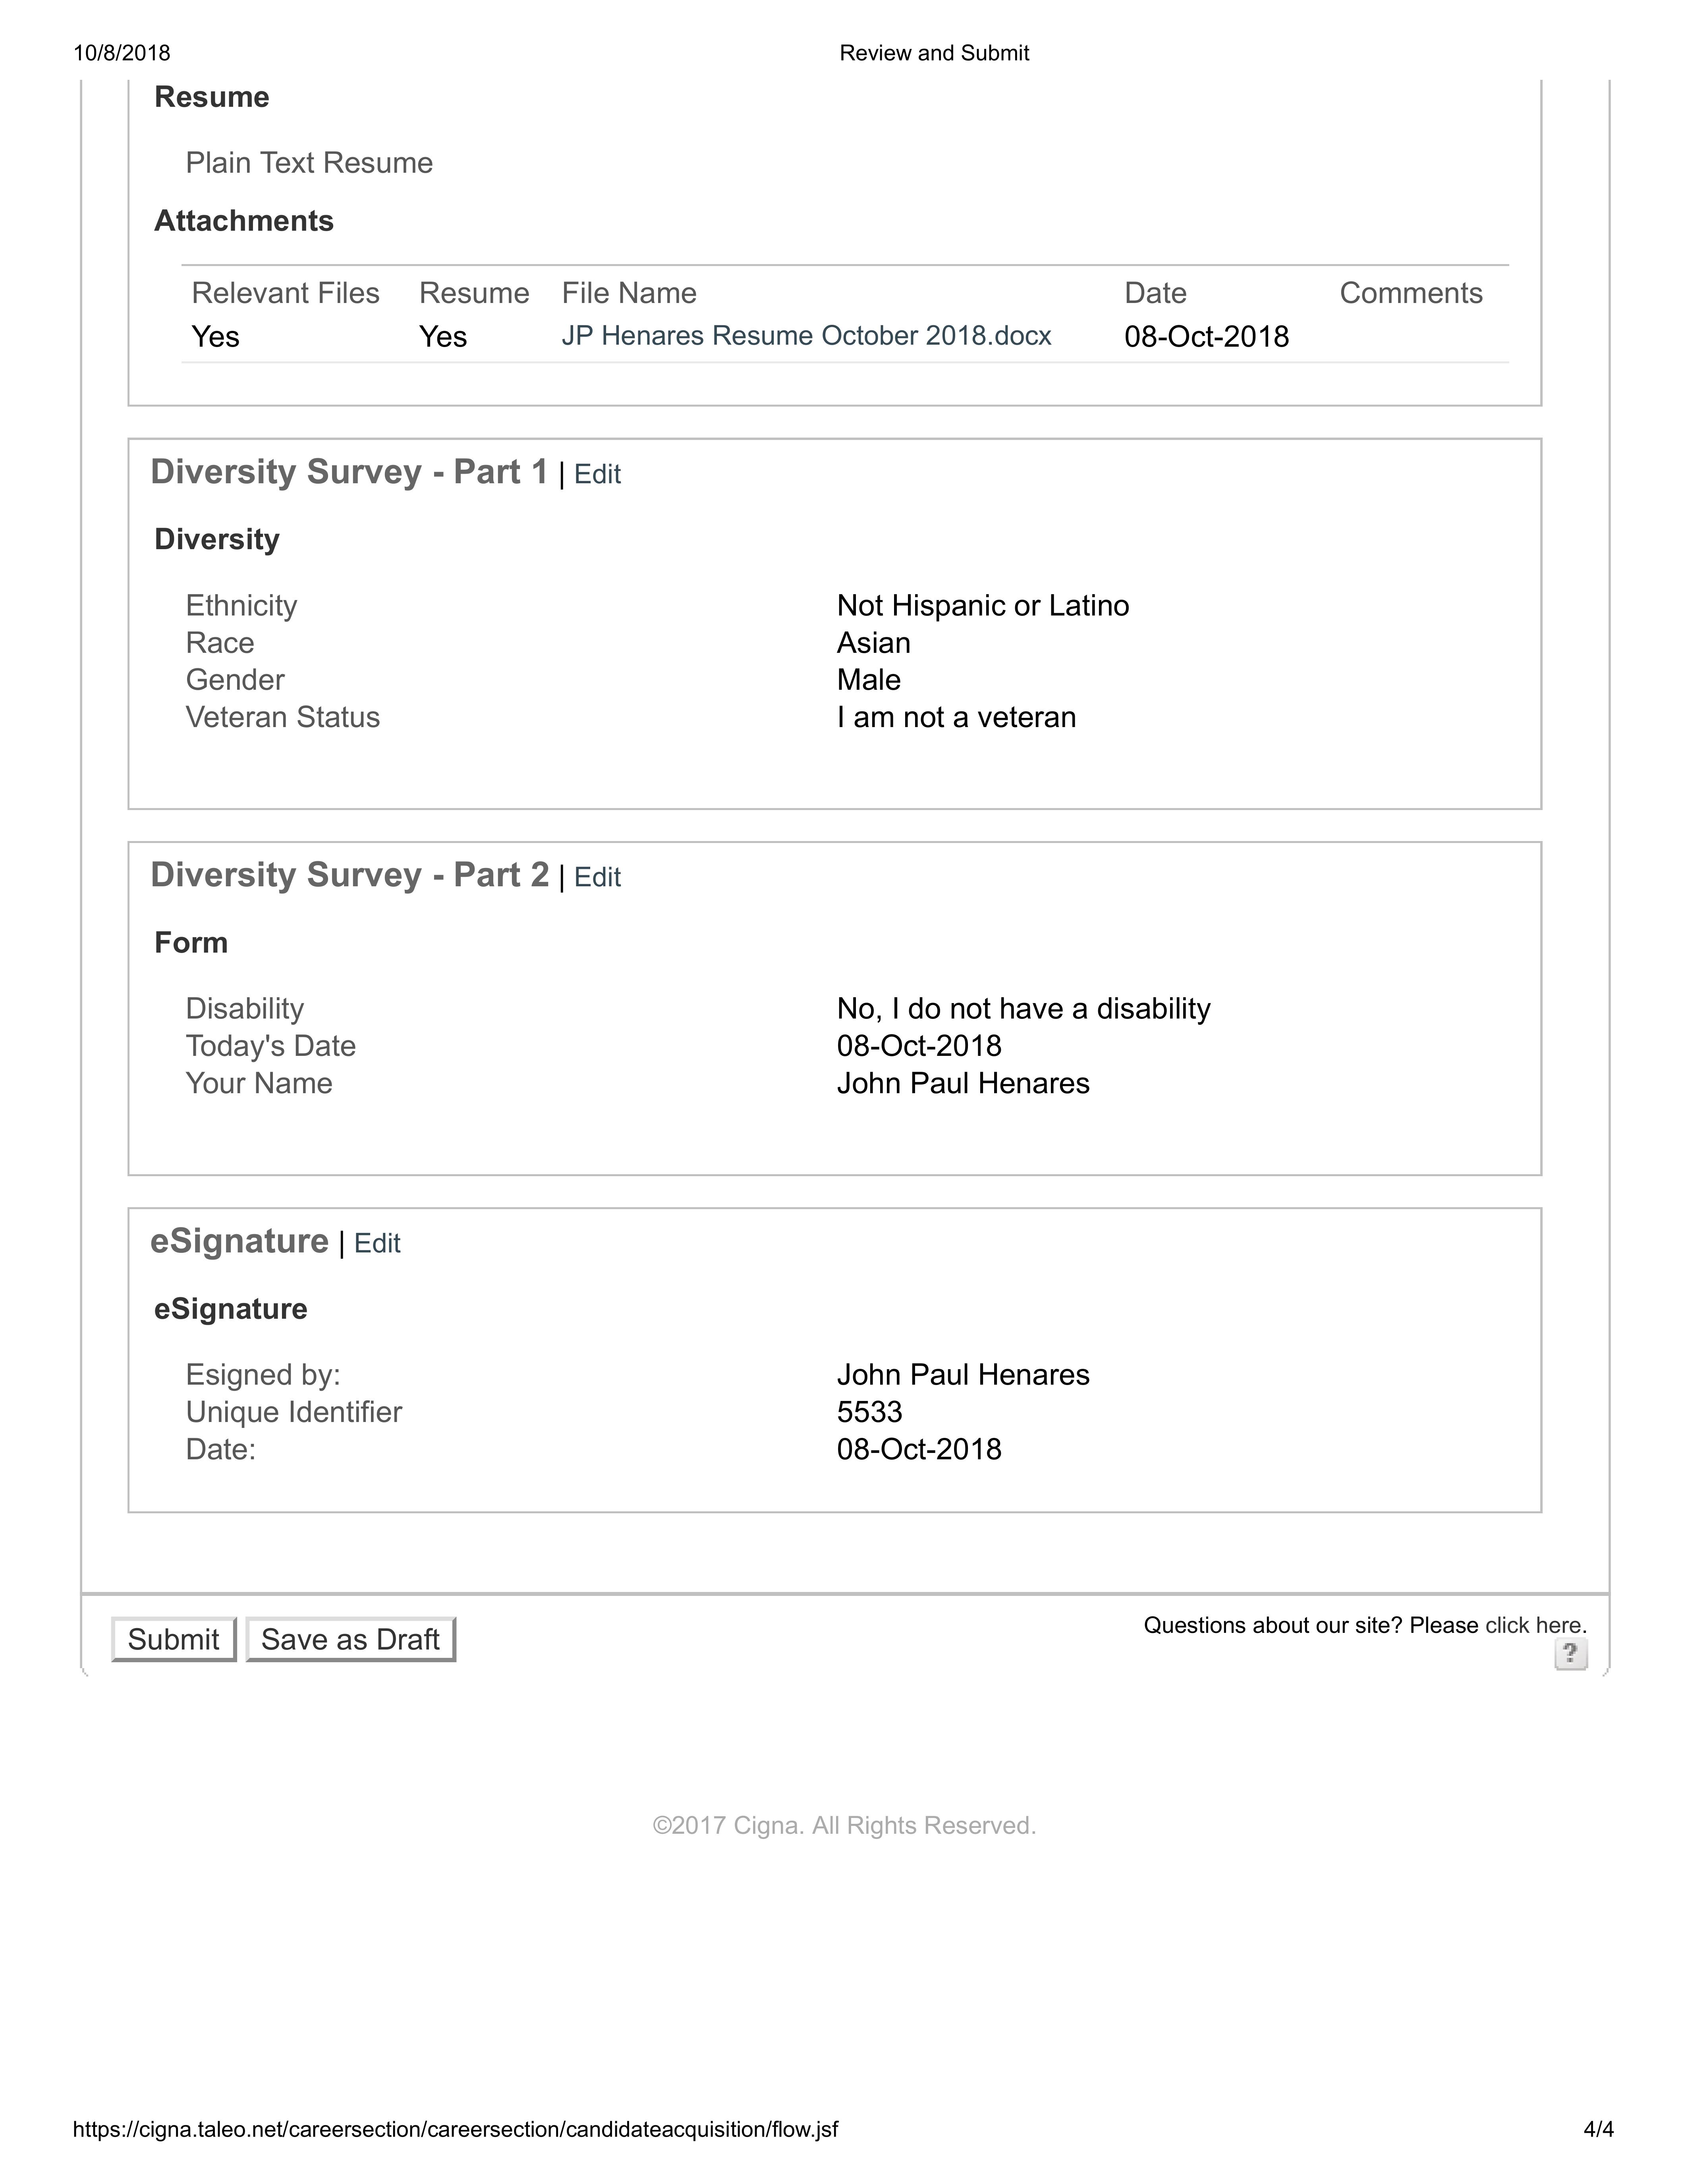 10/8/2018 Review and Submit
Resume
Plain Text Resume
Attachments
Relevant Files Resume File Name Date Comments
Yes Yes JP Henares Resume October 2018.docx 08-Oct-2018
Diversity Survey - Part 1 | Edit
Diversity
Ethnicity Not Hispanic or Latino
Race Asian
Gender Male
Veteran Status I am not a veteran
Diversity Survey - Part 2 | Edit
Form
Disability No, I do not have a disability
Today's Date 08-Oct-2018
Your Name John Paul Henares
eSignature | Edit
eSignature
Esigned by: John Paul Henares
Unique Identifier 5533
Date: 08-Oct-2018
Submit Save as Draft Questions about our site? Please click here.
?
©2017 Cigna. All Rights Reserved.
https://cigna.taleo.net/careersection/careersection/candidateacquisition/flow.jsf 4/4